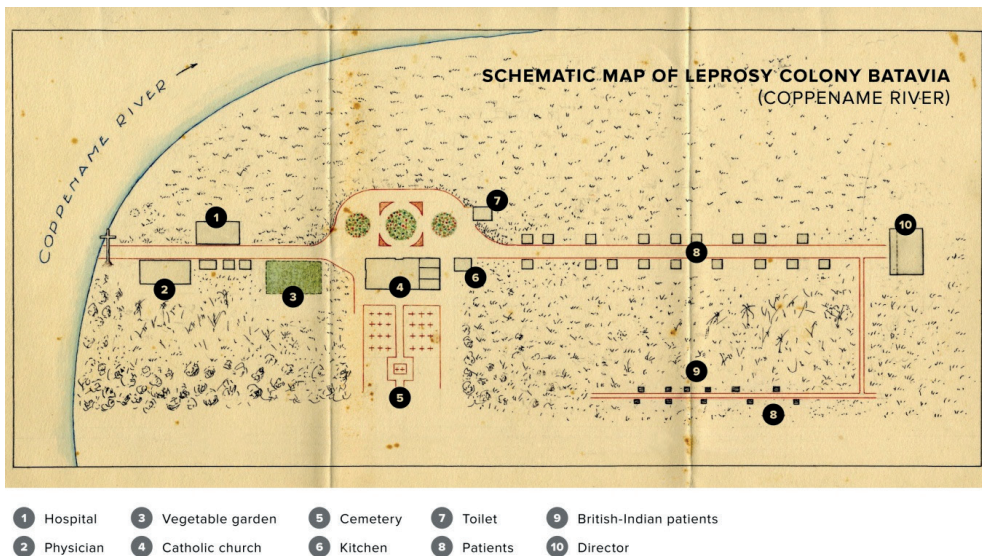 SCHEMATIC MAP OF LEPROSY COLONY BATAVIA
(COPPENAME RIVER)
COPPENAME RIVER
1
2
3
4
5
6
7
8
10
9
8
1 Hospital
3 Vegetable garden
5 Cemetery
7 Toilet
9 British-Indian patients
2 Physician
4 Catholic church
6 Kitchen
8 Patients
10 Director